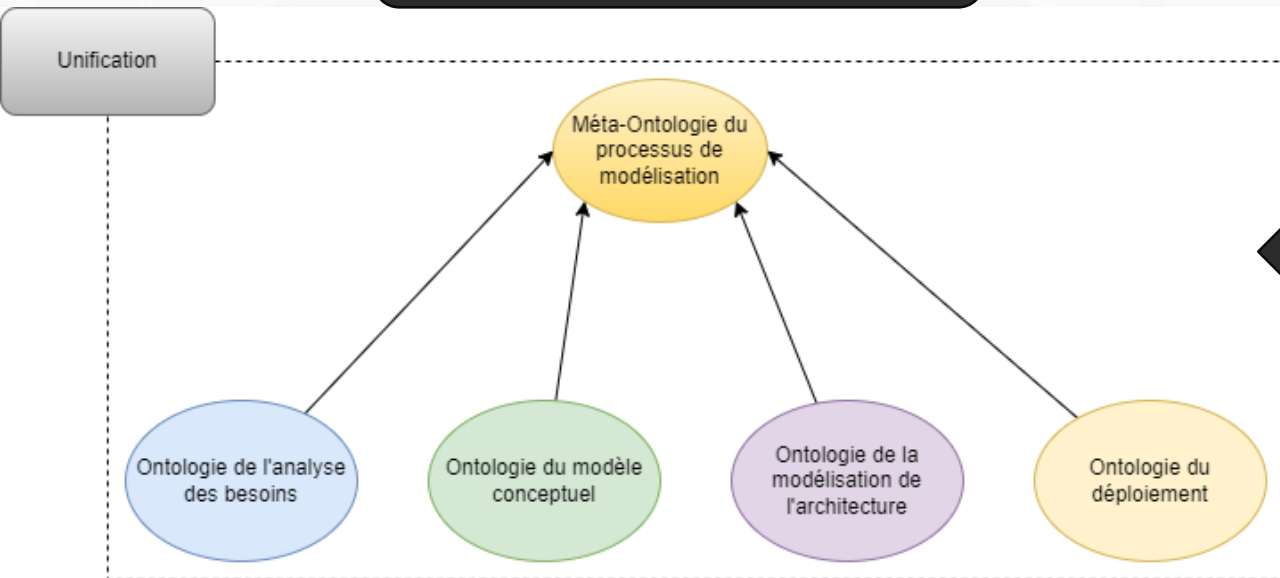 Unification
Méta-Ontologie du
processus de
modélisation
Ontologie de l'analyse
des besoins
Ontologie du modèle
conceptuel
Ontologie de la
modélisation de
l'architecture
Ontologie du
déploiement